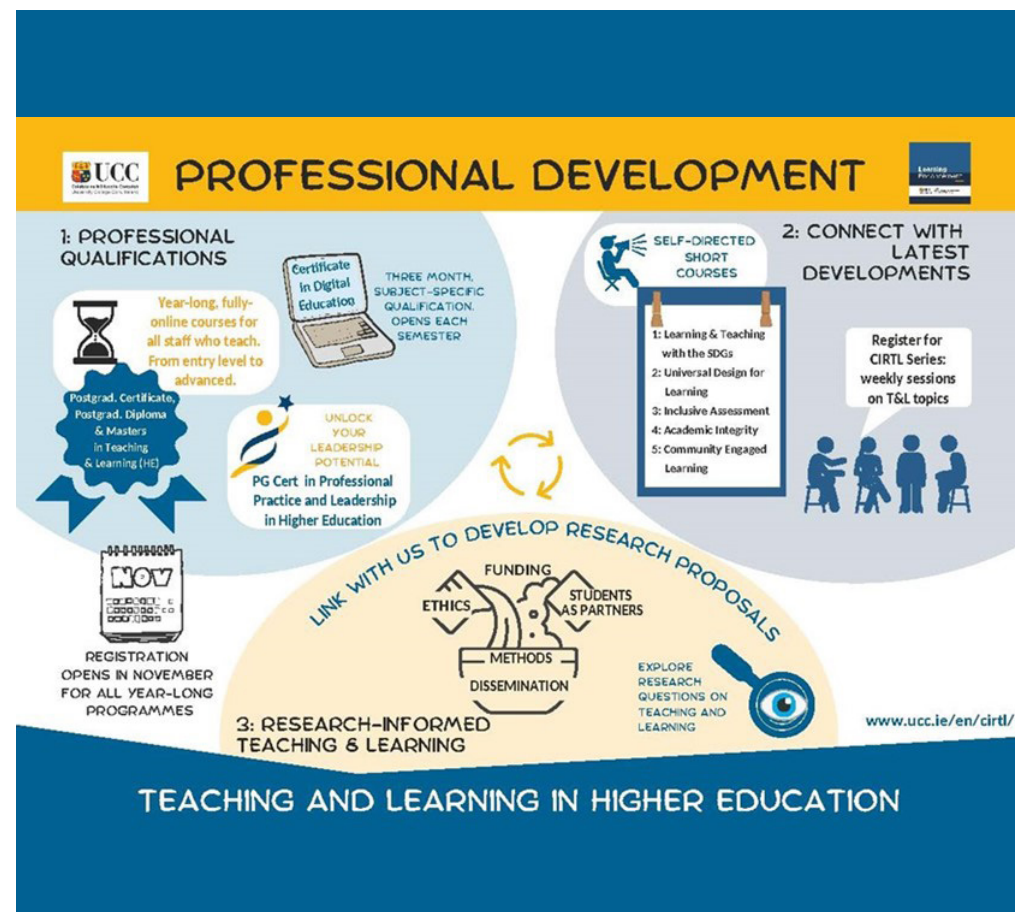 UCC
University College Cork, Ireland
PROFESSIONAL DEVELOPMENT
Learning
1: PROFESSIONAL
QUALIFICATIONS
Year-long, fully-
online courses for
all staff who teach.
From entry level to
advanced.
Postgrad. Certificate,
Postgrad. Diploma
& Masters
in Teaching
& Learning (HE)
Certificate
in Digital
Education
THREE MONTH,
SUBJECT-SPECIFIC
QUALIFICATION.
OPENS EACH
SEMESTER
UNLOCK
YOUR
LEADERSHIP
POTENTIAL
PG Cert in Professional
Practice and Leadership
in Higher Education
NOV
REGISTRATION
OPENS IN NOVEMBER
FOR ALL YEAR-LONG
PROGRAMMES
2: CONNECT WITH
LATEST
DEVELOPMENTS
SELF-DIRECTED
SHORT
COURSES
1: Learning & Teaching
with the SDGs
2: Universal Design for
Learning
3: Inclusive Assessment
4: Academic Integrity
5: Community Engaged
Learning
Register for
CIRTL Series:
weekly sessions
on T&L topics
LINK WITH US TO DEVELOP RESEARCH PROPOSALS
FUNDING
ETHICS
STUDENTS
AS PARTNERS
METHODS
DISSEMINATION
EXPLORE
RESEARCH
QUESTIONS ON
TEACHING AND
LEARNING
3: RESEARCH-INFORMED
TEACHING & LEARNING
www.ucc.ie/en/cirtl/
TEACHING AND LEARNING IN HIGHER EDUCATION